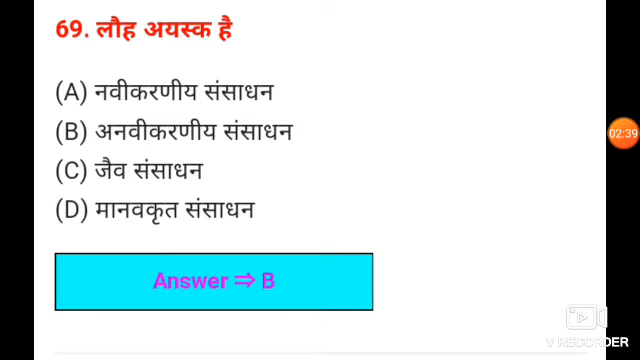 69. लौह अयस्क है
(A) नवीकरणीय संसाधन
(B) अनवीकरणीय संसाधन
(C) जैव संसाधन
(D) मानवकृत संसाधन
Answer ⇒ B
02:39
V RECORDER